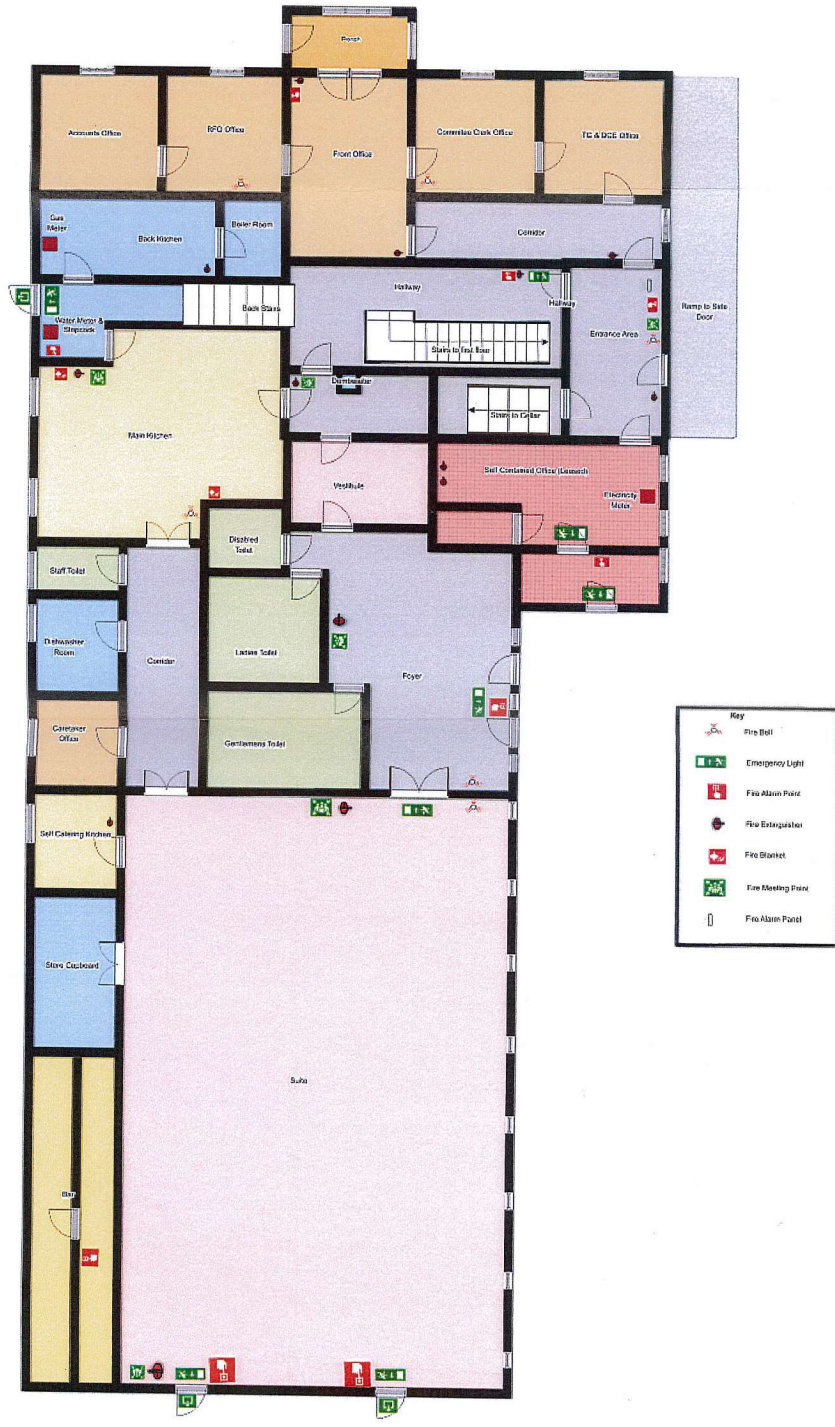 Porch
Accounts Office
RFO Office
Front Office
Commitee Clerk Office
TC & DCE Office
Gas
Meter
Back Kitchen
Boiler Room
Corridor
Hallway
Hallway
Water Meter &
Stopcock
Back Stairs
Entrance Area
Ramp to Side
Door
Stairs to first floor
Dumbwaiter
Stairs to Cellar
Main Kitchen
Self Contained Office (Leased)
Vestibule
Electricity
Meter
Disabled
Toilet
Staff Toilet
Dishwasher
Room
Corridor
Ladies Toilet
Foyer
Caretaker
Office
Gentlemens Toilet
Self Catering Kitchen
Store Cupboard
Suite
Bar
Key
Fire Bell
Emergency Light
Fire Alarm Point
Fire Extinguisher
Fire Blanket
Fire Meeting Point
Fire Alarm Panel